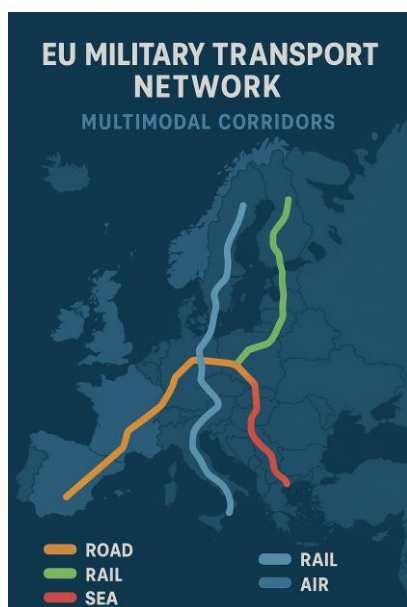 EU MILITARY TRANSPORT
NETWORK
MULTIMODAL CORRIDORS
ROAD
RAIL
SEA
RAIL
AIR